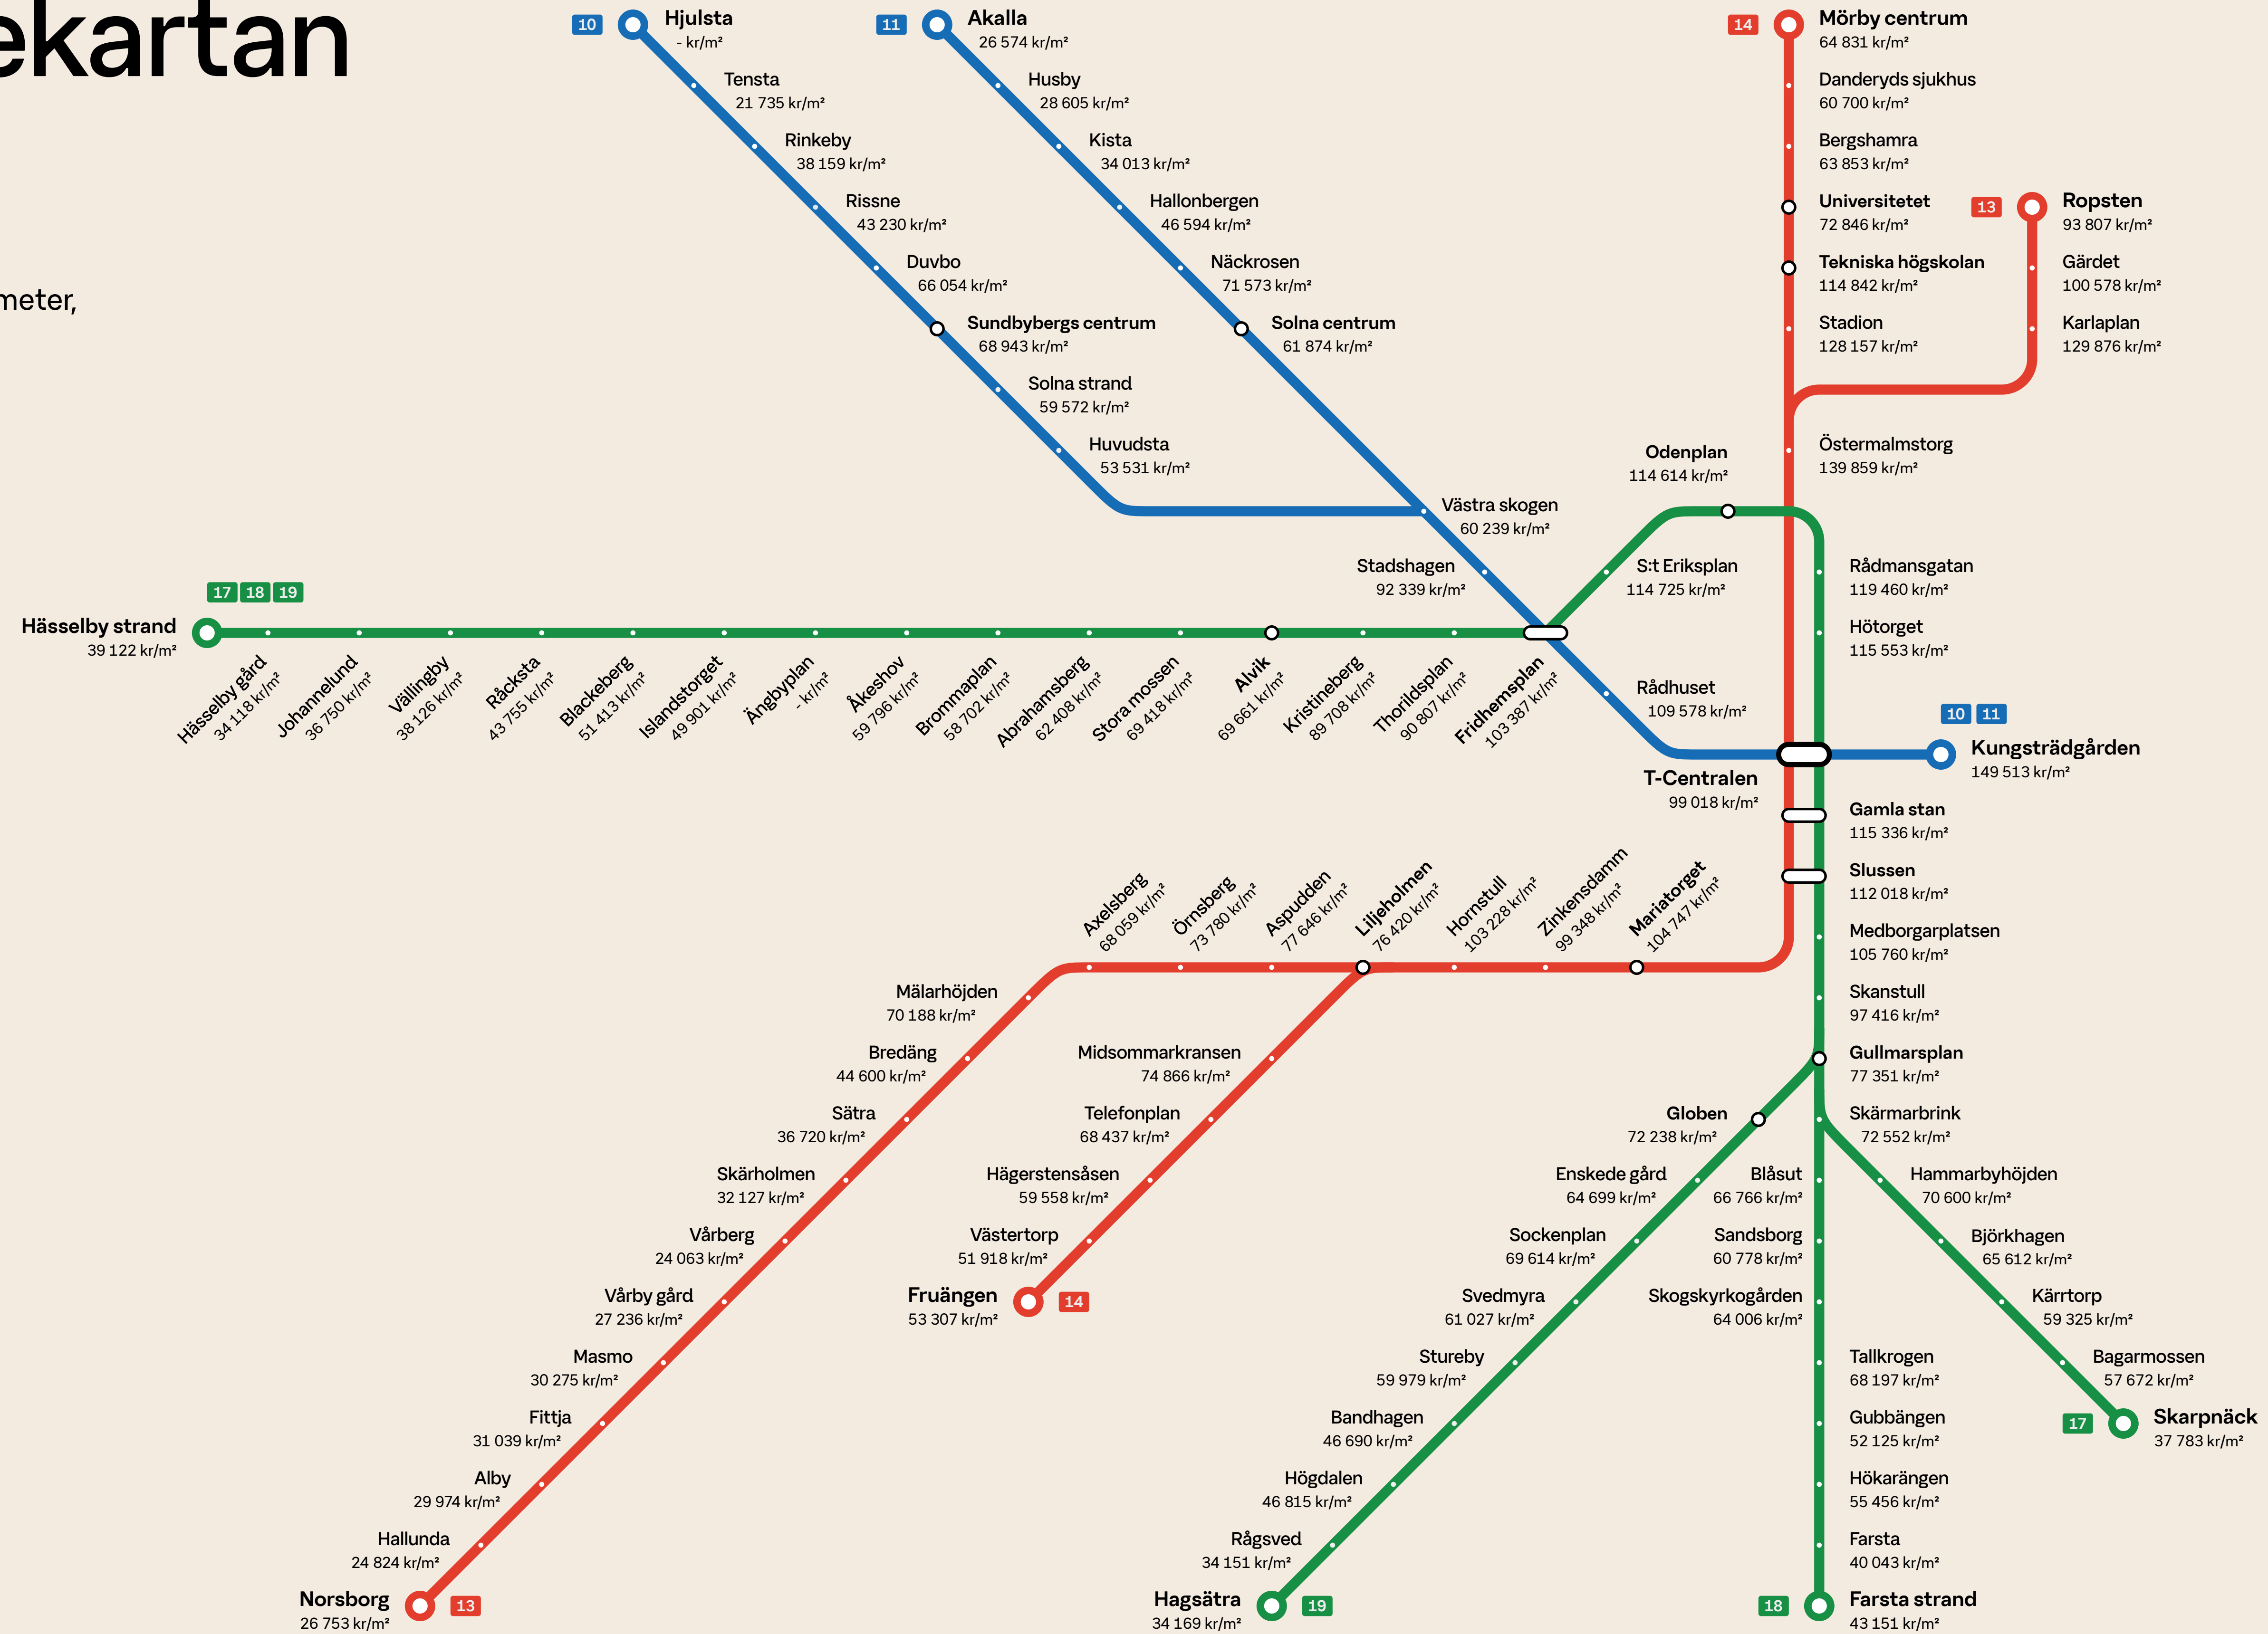 ekartan
meter,
10
Hjulsta
- kr/m²
Tensta
21 735 kr/m²
Rinkeby
38 159 kr/m²
Rissne
43 230 kr/m²
Duvbo
66 054 kr/m²
Sundbybergs centrum
68 943 kr/m²
Solna strand
59 572 kr/m²
Huvudsta
53 531 kr/m²
11
Akalla
26 574 kr/m²
Husby
28 605 kr/m²
Kista
34 013 kr/m²
Hallonbergen
46 594 kr/m²
Näckrosen
71 573 kr/m²
Solna centrum
61 874 kr/m²
Västra skogen
60 239 kr/m²
Stadshagen
92 339 kr/m²
14
Mörby centrum
64 831 kr/m²
Danderyds sjukhus
60 700 kr/m²
Bergshamra
63 853 kr/m²
Universitetet
72 846 kr/m²
Tekniska högskolan
114 842 kr/m²
Stadion
128 157 kr/m²
13
Ropsten
93 807 kr/m²
Gärdet
100 578 kr/m²
Karlaplan
129 876 kr/m²
Östermalmstorg
139 859 kr/m²
Odenplan
114 614 kr/m²
S:t Eriksplan
114 725 kr/m²
Rådmansgatan
119 460 kr/m²
Hötorget
115 553 kr/m²
17 18 19
Hässelby strand
39 122 kr/m²
Hässelby gård
34 118 kr/m²
Johannelund
36 750 kr/m²
Vällingby
38 126 kr/m²
Råcksta
43 755 kr/m²
Blackeberg
51 413 kr/m²
Islandstorget
49 901 kr/m²
Ängbyplan
- kr/m²
Åkeshov
59 796 kr/m²
Brommaplan
58 702 kr/m²
Abrahamsberg
62 408 kr/m²
Stora mossen
69 418 kr/m²
Alvik
69 661 kr/m²
Kristineberg
89 708 kr/m²
Thorildsplan
90 807 kr/m²
Fridhemsplan
103 387 kr/m²
Rådhuset
109 578 kr/m²
10 11
Kungsträdgården
149 513 kr/m²
T-Centralen
99 018 kr/m²
Gamla stan
115 336 kr/m²
Slussen
112 018 kr/m²
Medborgarplatsen
105 760 kr/m²
Skanstull
97 416 kr/m²
Gullmarsplan
77 351 kr/m²
Skärmarbrink
72 552 kr/m²
Axelsberg
68 059 kr/m²
Örnsberg
73 780 kr/m²
Aspudden
77 646 kr/m²
Liljeholmen
76 420 kr/m²
Hornstull
103 228 kr/m²
Zinkensdamm
99 348 kr/m²
Mariatorget
104 747 kr/m²
Mälarhöjden
70 188 kr/m²
Bredäng
44 600 kr/m²
Sätra
36 720 kr/m²
Skärholmen
32 127 kr/m²
Vårberg
24 063 kr/m²
Vårby gård
27 236 kr/m²
Masmo
30 275 kr/m²
Fittja
31 039 kr/m²
Alby
29 974 kr/m²
Hallunda
24 824 kr/m²
Norsborg
26 753 kr/m²
13
Midsommarkransen
74 866 kr/m²
Telefonplan
68 437 kr/m²
Hägerstensåsen
59 558 kr/m²
Västertorp
51 918 kr/m²
Fruängen
53 307 kr/m²
14
Globen
72 238 kr/m²
Enskede gård
64 699 kr/m²
Sockenplan
69 614 kr/m²
Svedmyra
61 027 kr/m²
Stureby
59 979 kr/m²
Bandhagen
46 690 kr/m²
Högdalen
46 815 kr/m²
Rågsved
34 151 kr/m²
Hagsätra
34 169 kr/m²
19
Blåsut
66 766 kr/m²
Sandsborg
60 778 kr/m²
Skogskyrkogården
64 006 kr/m²
Tallkrogen
68 197 kr/m²
Gubbängen
52 125 kr/m²
Hökarängen
55 456 kr/m²
Farsta
40 043 kr/m²
18
Farsta strand
43 151 kr/m²
Hammarbyhöjden
70 600 kr/m²
Björkhagen
65 612 kr/m²
Kärrtorp
59 325 kr/m²
Bagarmossen
57 672 kr/m²
17
Skarpnäck
37 783 kr/m²